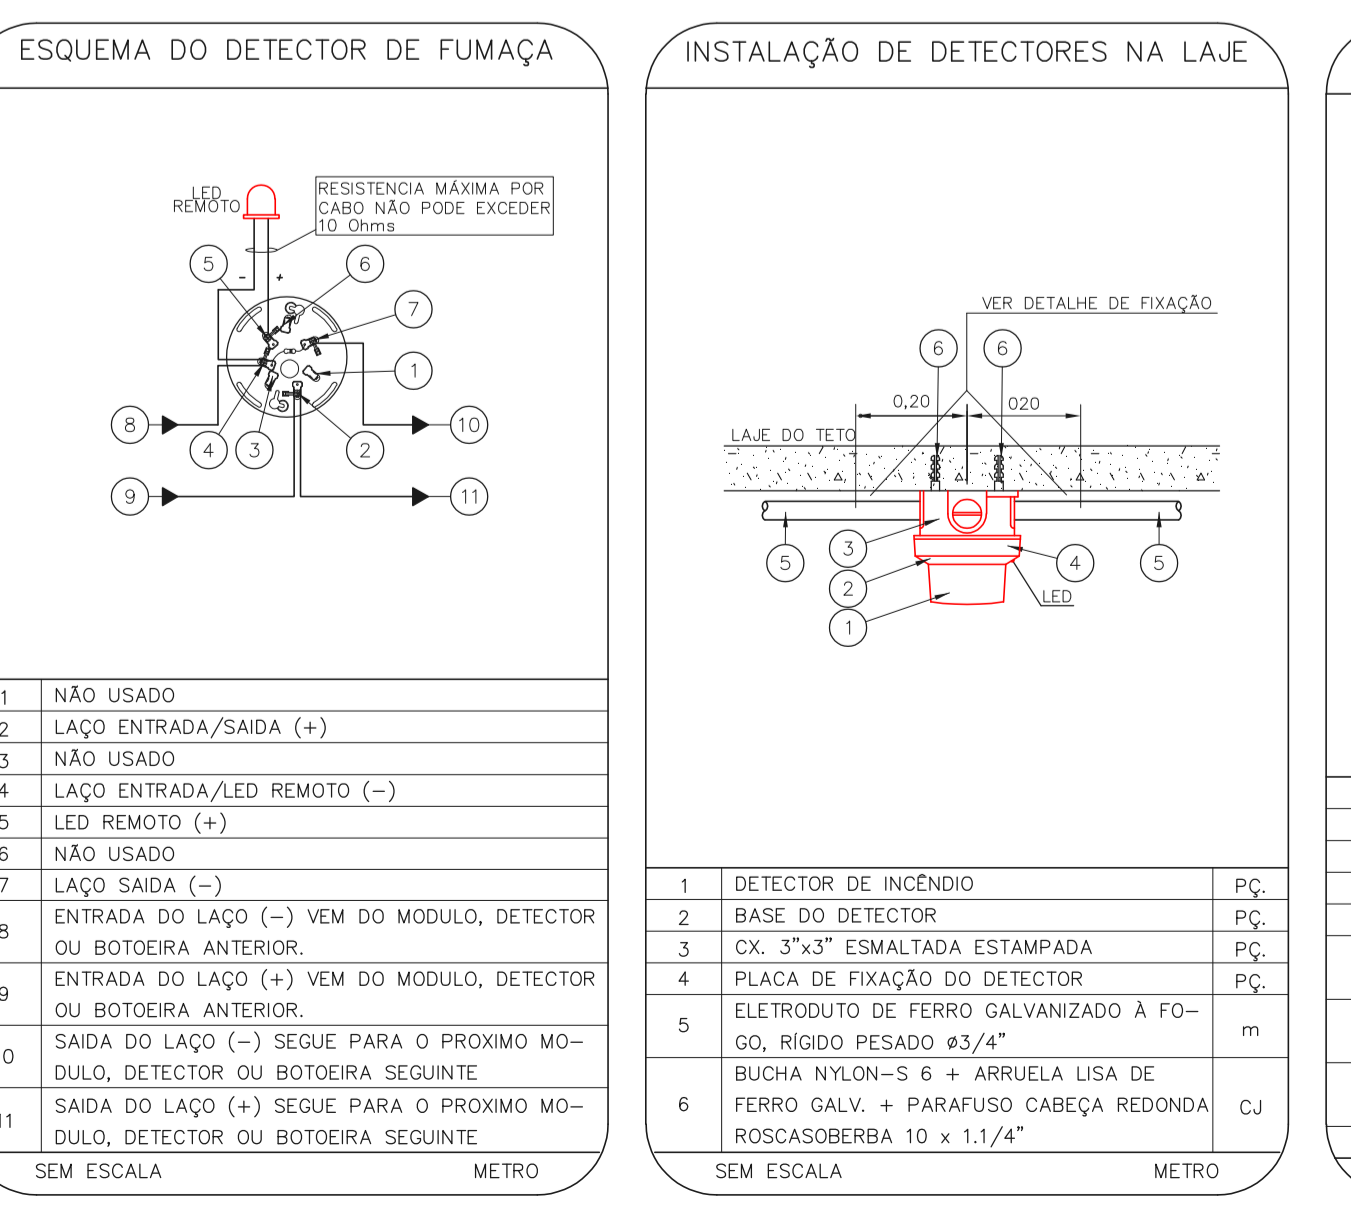 ESQUEMA DO DETECTOR DE FUMAÇA
LED
REMOTO
RESISTENCIA MÁXIMA POR
CABO NÃO PODE EXCEDER
10 Ohms
5
6
- +
7
1
8
10
4
3
2
9
11
1 NÃO USADO
2 LAÇO ENTRADA/SAIDA (+)
3 NÃO USADO
4 LAÇO ENTRADA/LED REMOTO (−)
5 LED REMOTO (+)
6 NÃO USADO
7 LAÇO SAIDA (−)
8 ENTRADA DO LAÇO (−) VEM DO MODULO, DETECTOR
OU BOTOEIRA ANTERIOR.
9 ENTRADA DO LAÇO (+) VEM DO MODULO, DETECTOR
OU BOTOEIRA ANTERIOR.
0 SAIDA DO LAÇO (−) SEGUE PARA O PROXIMO MO−
DULO, DETECTOR OU BOTOEIRA SEGUINTE
11 SAIDA DO LAÇO (+) SEGUE PARA O PROXIMO MO−
DULO, DETECTOR OU BOTOEIRA SEGUINTE
SEM ESCALA METRO
INSTALAÇÃO DE DETECTORES NA LAJE
VER DETALHE DE FIXAÇÃO
6 6
0,20 020
LAJE DO TETO
5
3
2
1
4
5
LED
1 DETECTOR DE INCÊNDIO PÇ.
2 BASE DO DETECTOR PÇ.
3 CX. 3"x3" ESMALTADA ESTAMPADA PÇ.
4 PLACA DE FIXAÇÃO DO DETECTOR PÇ.
5 ELETRODUTO DE FERRO GALVANIZADO À FO−
GO, RÍGIDO PESADO ø3/4" m
6 BUCHA NYLON−S 6 + ARRUELA LISA DE
FERRO GALV. + PARAFUSO CABEÇA REDONDA CJ
ROSCASOBERBA 10 x 1.1/4"
SEM ESCALA METRO